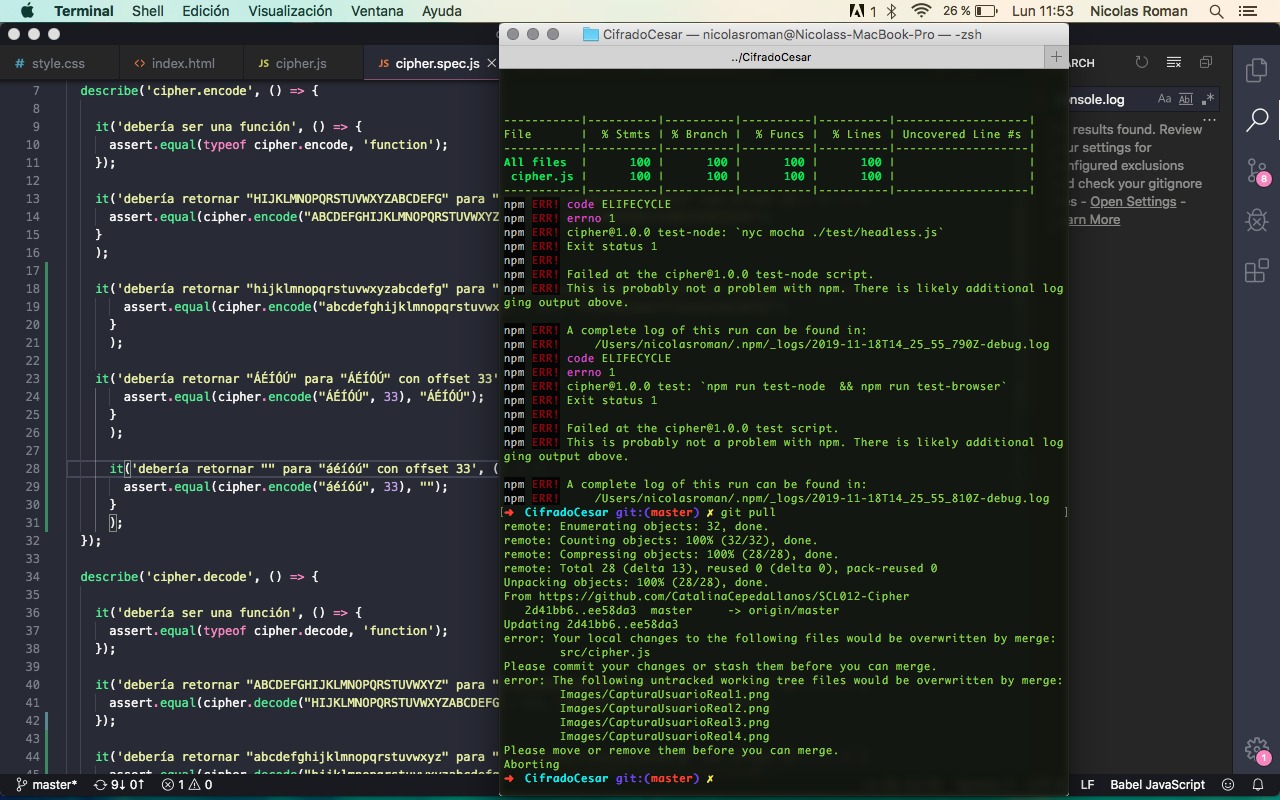 Terminal Shell Edición Visualización Ventana Ayuda 1 26 % Lun 11:53 Nicolas Roman
CifradoCesar — nicolasroman@Nicolass-MacBook-Pro — -zsh
../CifradoCesar
# style.css <> index.html JS cipher.js JS cipher.spec.js
7 describe('cipher.encode', () => {
8
9 it('debería ser una función', () => {
10 assert.equal(typeof cipher.encode, 'function');
11 });
12
13 it('debería retornar "HIJKLMNOPQRSTUVWXYZABCDEFG" para "
14 assert.equal(cipher.encode("ABCDEFGHIJKLMNOPQRSTUVWXYZ
15 }
16 );
17
18 it('debería retornar "hijklmnopqrstuvwxyzabcdefg" para "
19 assert.equal(cipher.encode("abcdefghijklmnopqrstuvwx
20 }
21 );
22
23 it('debería retornar "ÁÉÍÓÚ" para "ÁÉÍÓÚ" con offset 33'
24 assert.equal(cipher.encode("ÁÉÍÓÚ", 33), "ÁÉÍÓÚ");
25 }
26 );
27
28 it('debería retornar "" para "áéíóú" con offset 33', (
29 assert.equal(cipher.encode("áéíóú", 33), "");
30 }
31 );
32 });
33
34 describe('cipher.decode', () => {
35
36 it('debería ser una función', () => {
37 assert.equal(typeof cipher.decode, 'function');
38 });
39
40 it('debería retornar "ABCDEFGHIJKLMNOPQRSTUVWXYZ" para "
41 assert.equal(cipher.decode("HIJKLMNOPQRSTUVWXYZABCDEFG
42 });
43
44 it('debería retornar "abcdefghijklmnopqrstuvwxyz" para "
----------|----------|----------|----------|----------|-------------------|
File | % Stmts | % Branch | % Funcs | % Lines | Uncovered Line #s |
----------|----------|----------|----------|----------|-------------------|
All files | 100 | 100 | 100 | 100 | |
cipher.js | 100 | 100 | 100 | 100 | |
----------|----------|----------|----------|----------|-------------------|
npm ERR! code ELIFECYCLE
npm ERR! errno 1
npm ERR! cipher@1.0.0 test-node: `nyc mocha ./test/headless.js`
npm ERR! Exit status 1
npm ERR!
npm ERR! Failed at the cipher@1.0.0 test-node script.
npm ERR! This is probably not a problem with npm. There is likely additional log
ging output above.
npm ERR! A complete log of this run can be found in:
npm ERR! /Users/nicolasroman/.npm/_logs/2019-11-18T14_25_55_790Z-debug.log
npm ERR! code ELIFECYCLE
npm ERR! errno 1
npm ERR! cipher@1.0.0 test: `npm run test-node && npm run test-browser`
npm ERR! Exit status 1
npm ERR!
npm ERR! Failed at the cipher@1.0.0 test script.
npm ERR! This is probably not a problem with npm. There is likely additional log
ging output above.
npm ERR! A complete log of this run can be found in:
npm ERR! /Users/nicolasroman/.npm/_logs/2019-11-18T14_25_55_810Z-debug.log
[➜ CifradoCesar git:(master) ✗ git pull ]
remote: Enumerating objects: 32, done.
remote: Counting objects: 100% (32/32), done.
remote: Compressing objects: 100% (28/28), done.
remote: Total 28 (delta 13), reused 0 (delta 0), pack-reused 0
Unpacking objects: 100% (28/28), done.
From https://github.com/CatalinaCepedaLlanos/SCL012-Cipher
2d41bb6..ee58da3 master -> origin/master
Updating 2d41bb6..ee58da3
error: Your local changes to the following files would be overwritten by merge:
src/cipher.js
Please commit your changes or stash them before you can merge.
error: The following untracked working tree files would be overwritten by merge:
Images/CapturaUsuarioReal1.png
Images/CapturaUsuarioReal2.png
Images/CapturaUsuarioReal3.png
Images/CapturaUsuarioReal4.png
Please move or remove them before you can merge.
Aborting
➜ CifradoCesar git:(master) ✗
ARCH
nsole.log Aa Abl .*
results found. Review
ur settings for
nfigured exclusions
d check your gitignore
es - Open Settings -
arn More
8
1
master* 9↓ 0↑ 1 0 LF Babel JavaScript